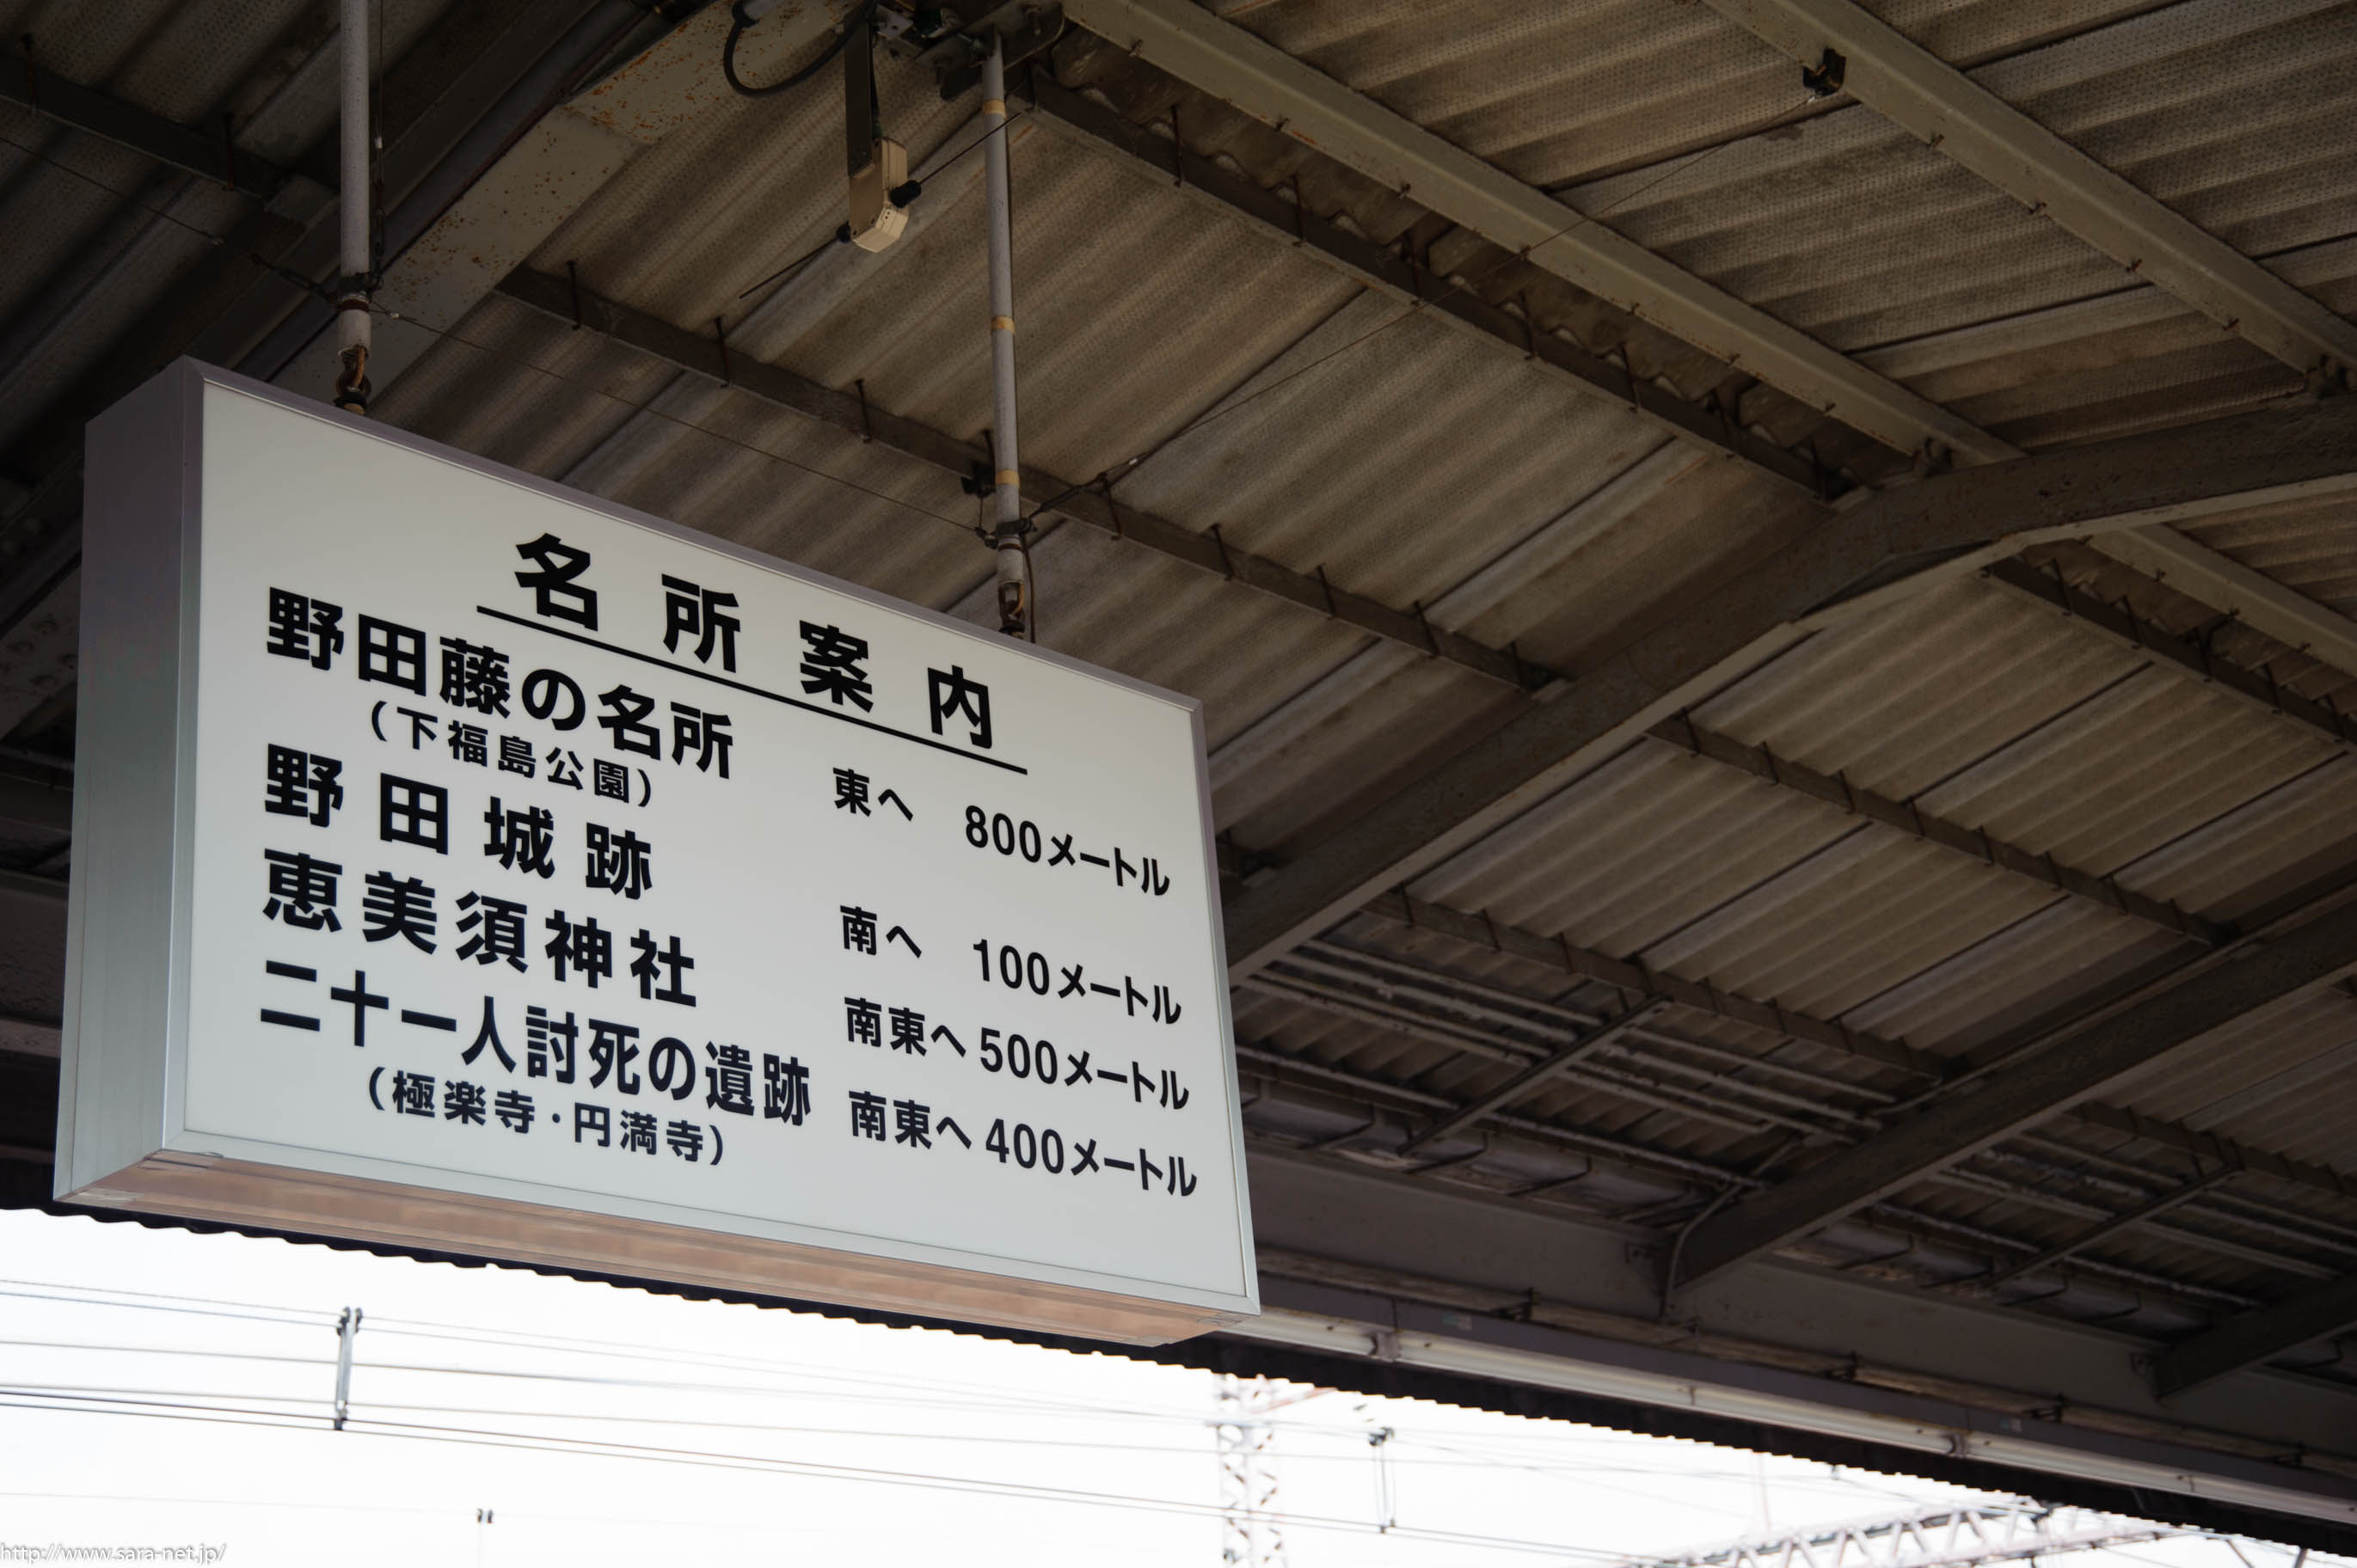 名所案内
野田藤の名所 東へ 800メートル
(下福島公園)
野田城跡 南へ 100メートル
恵美須神社 南東へ 500メートル
二十一人討死の遺跡 南東へ 400メートル
(極楽寺・円満寺)
http://www.sara-net.jp/